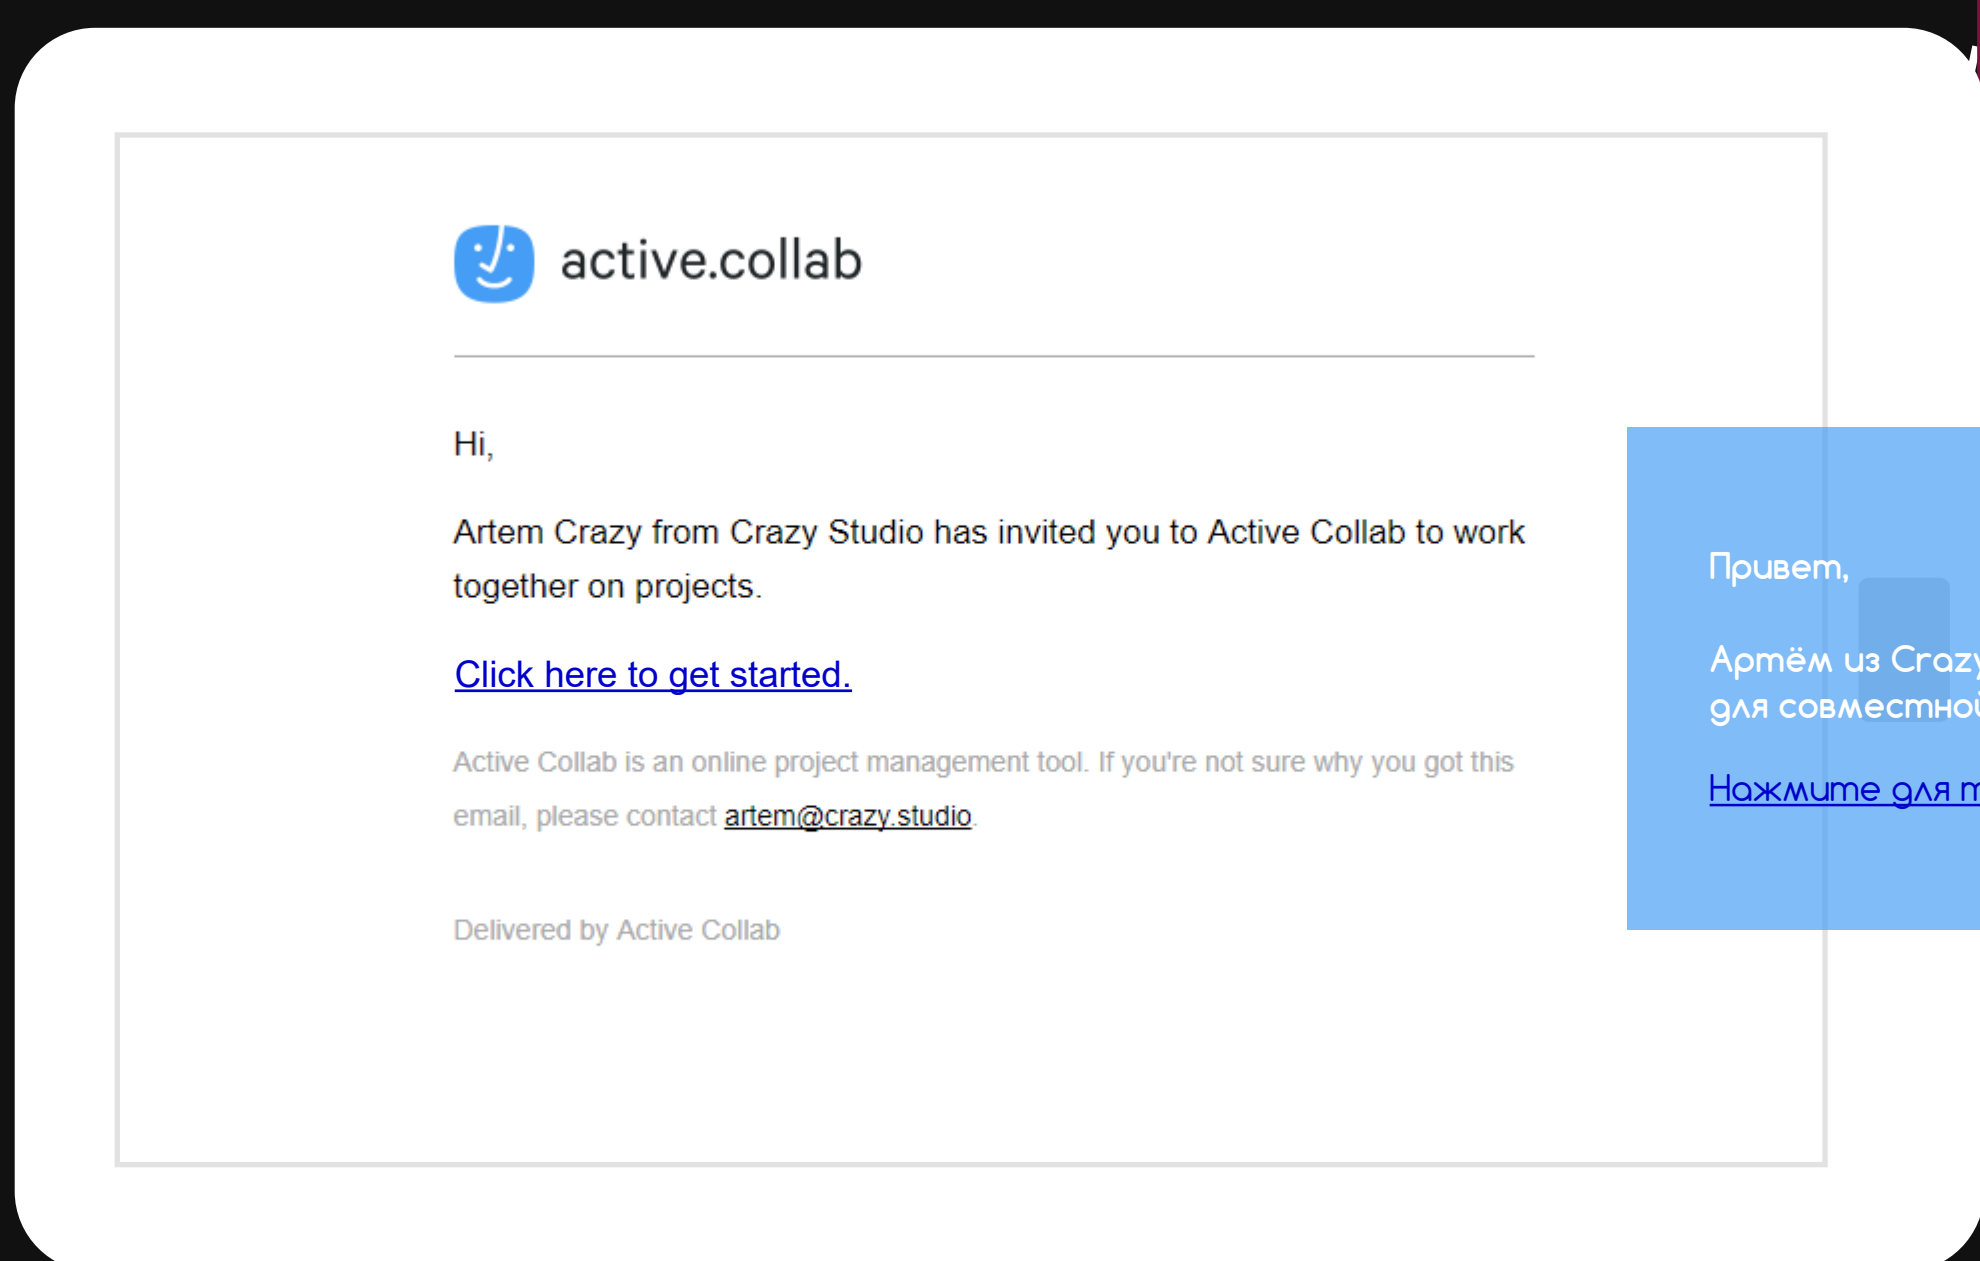 active.collab
Hi,
Artem Crazy from Crazy Studio has invited you to Active Collab to work
together on projects.
Click here to get started.
Active Collab is an online project management tool. If you're not sure why you got this
email, please contact artem@crazy.studio.
Delivered by Active Collab
Привет,
Артём из Crazy
для совместной
Нажмите для